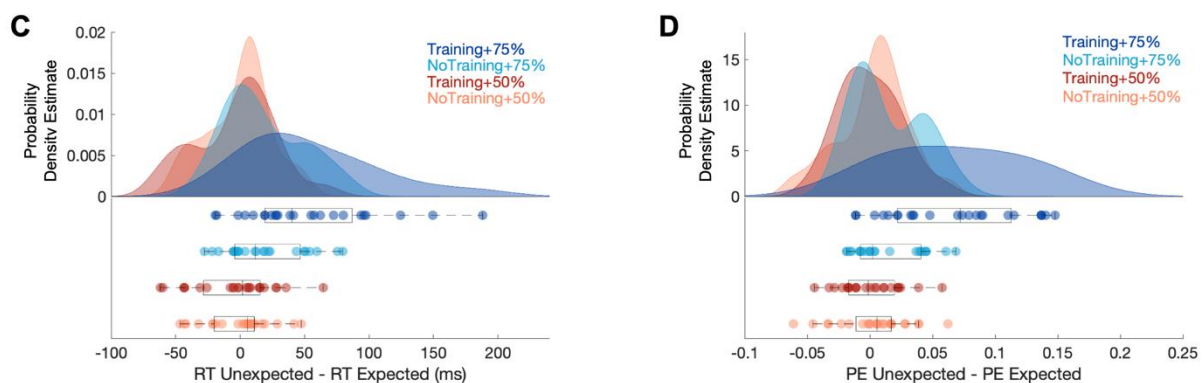 C
0.02
0.015
0.01
0.005
0
Probability
Density Estimate
Training+75%
NoTraining+75%
Training+50%
NoTraining+50%
-100
-50
0
50
100
150
200
RT Unexpected - RT Expected (ms)
D
15
10
5
0
Probability
Density Estimate
Training+75%
NoTraining+75%
Training+50%
NoTraining+50%
-0.1
-0.05
0
0.05
0.1
0.15
0.2
0.25
PE Unexpected - PE Expected